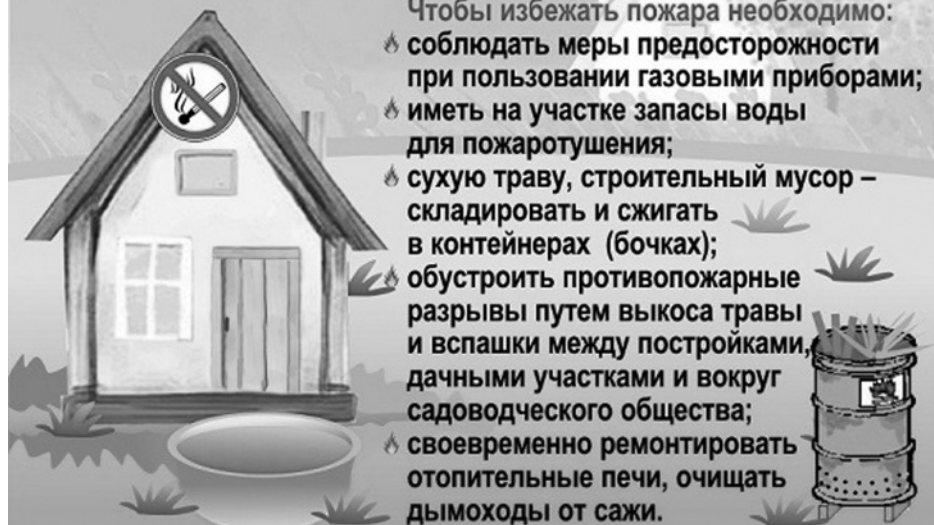 Чтобы избежать пожара необходимо:
соблюдать меры предосторожности
при пользовании газовыми приборами;
иметь на участке запасы воды
для пожаротушения;
сухую траву, строительный мусор –
складировать и сжигать
в контейнерах (бочках);
обустроить противопожарные
разрывы путем выкоса травы
и вспашки между постройками,
дачными участками и вокруг
садоводческого общества;
своевременно ремонтировать
отопительные печи, очищать
дымоходы от сажи.